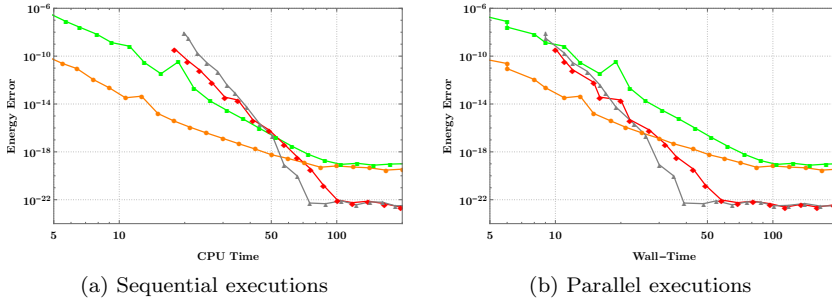 10⁻⁶
10⁻¹⁰
10⁻¹⁴
10⁻¹⁸
10⁻²²
Energy Error
5 10 50 100
CPU Time
(a) Sequential executions
10⁻⁶
10⁻¹⁰
10⁻¹⁴
10⁻¹⁸
10⁻²²
Energy Error
5 10 50 100
Wall-Time
(b) Parallel executions